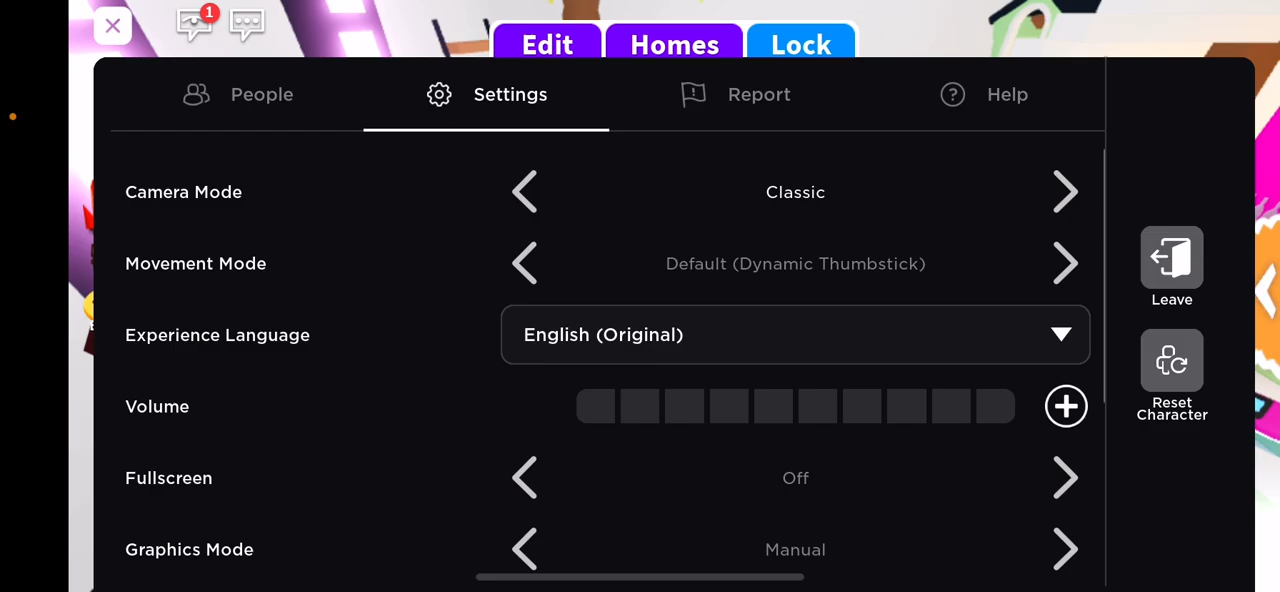 1
Edit Homes Lock
People Settings Report Help
Camera Mode Classic
Movement Mode Default (Dynamic Thumbstick)
Experience Language English (Original)
Leave
Volume
Reset
Character
Fullscreen Off
Graphics Mode Manual